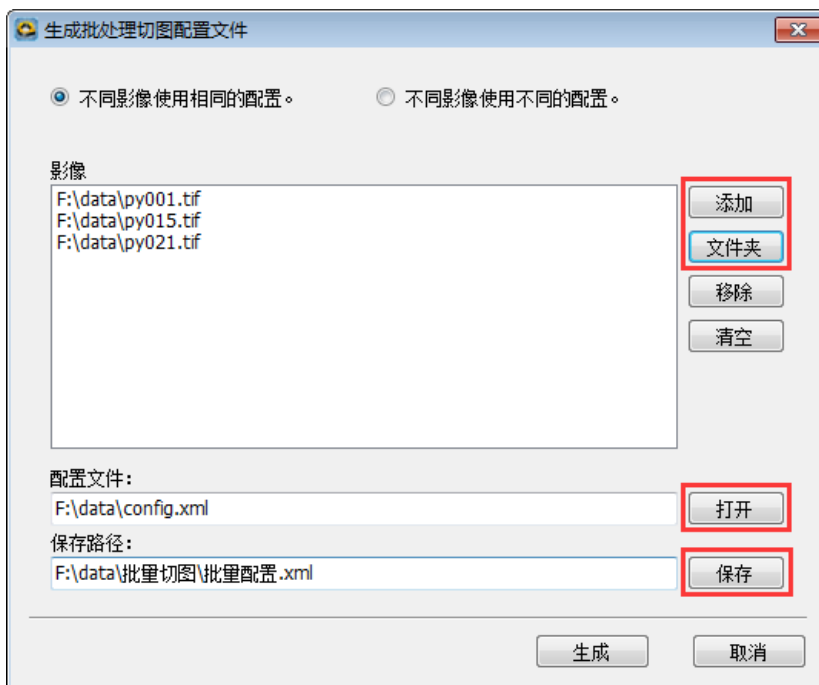 生成批处理切图配置文件
不同影像使用相同的配置。 不同影像使用不同的配置。
影像
F:\data\py001.tif
F:\data\py015.tif
F:\data\py021.tif
添加
文件夹
移除
清空
配置文件:
F:\data\config.xml 打开
保存路径:
F:\data\批量切图\批量配置.xml 保存
生成 取消